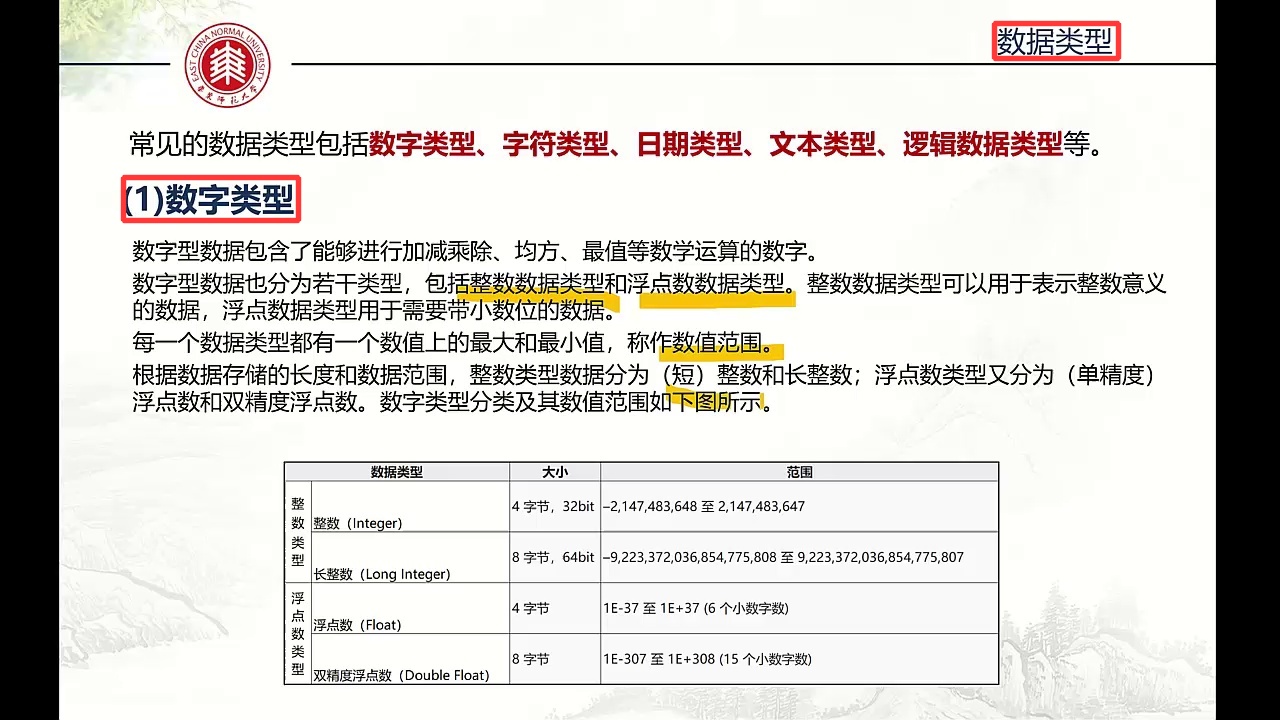 数据类型
EAST CHINA NORMAL UNIVERSITY
华东师范大学
常见的数据类型包括数字类型、字符类型、日期类型、文本类型、逻辑数据类型等。
(1)数字类型
数字型数据包含了能够进行加减乘除、均方、最值等数学运算的数字。
数字型数据也分为若干类型，包括整数数据类型和浮点数数据类型。整数数据类型可以用于表示整数意义
的数据，浮点数据类型用于需要带小数位的数据。
每一个数据类型都有一个数值上的最大和最小值，称作数值范围。
根据数据存储的长度和数据范围，整数类型数据分为（短）整数和长整数；浮点数类型又分为（单精度）
浮点数和双精度浮点数。数字类型分类及其数值范围如下图所示。
数据类型 大小 范围
整数类型
整数（Integer） 4 字节，32bit –2,147,483,648 至 2,147,483,647
长整数（Long Integer） 8 字节，64bit –9,223,372,036,854,775,808 至 9,223,372,036,854,775,807
浮点数类型
浮点数（Float） 4 字节 1E-37 至 1E+37 (6 个小数字数)
双精度浮点数（Double Float） 8 字节 1E-307 至 1E+308 (15 个小数字数)